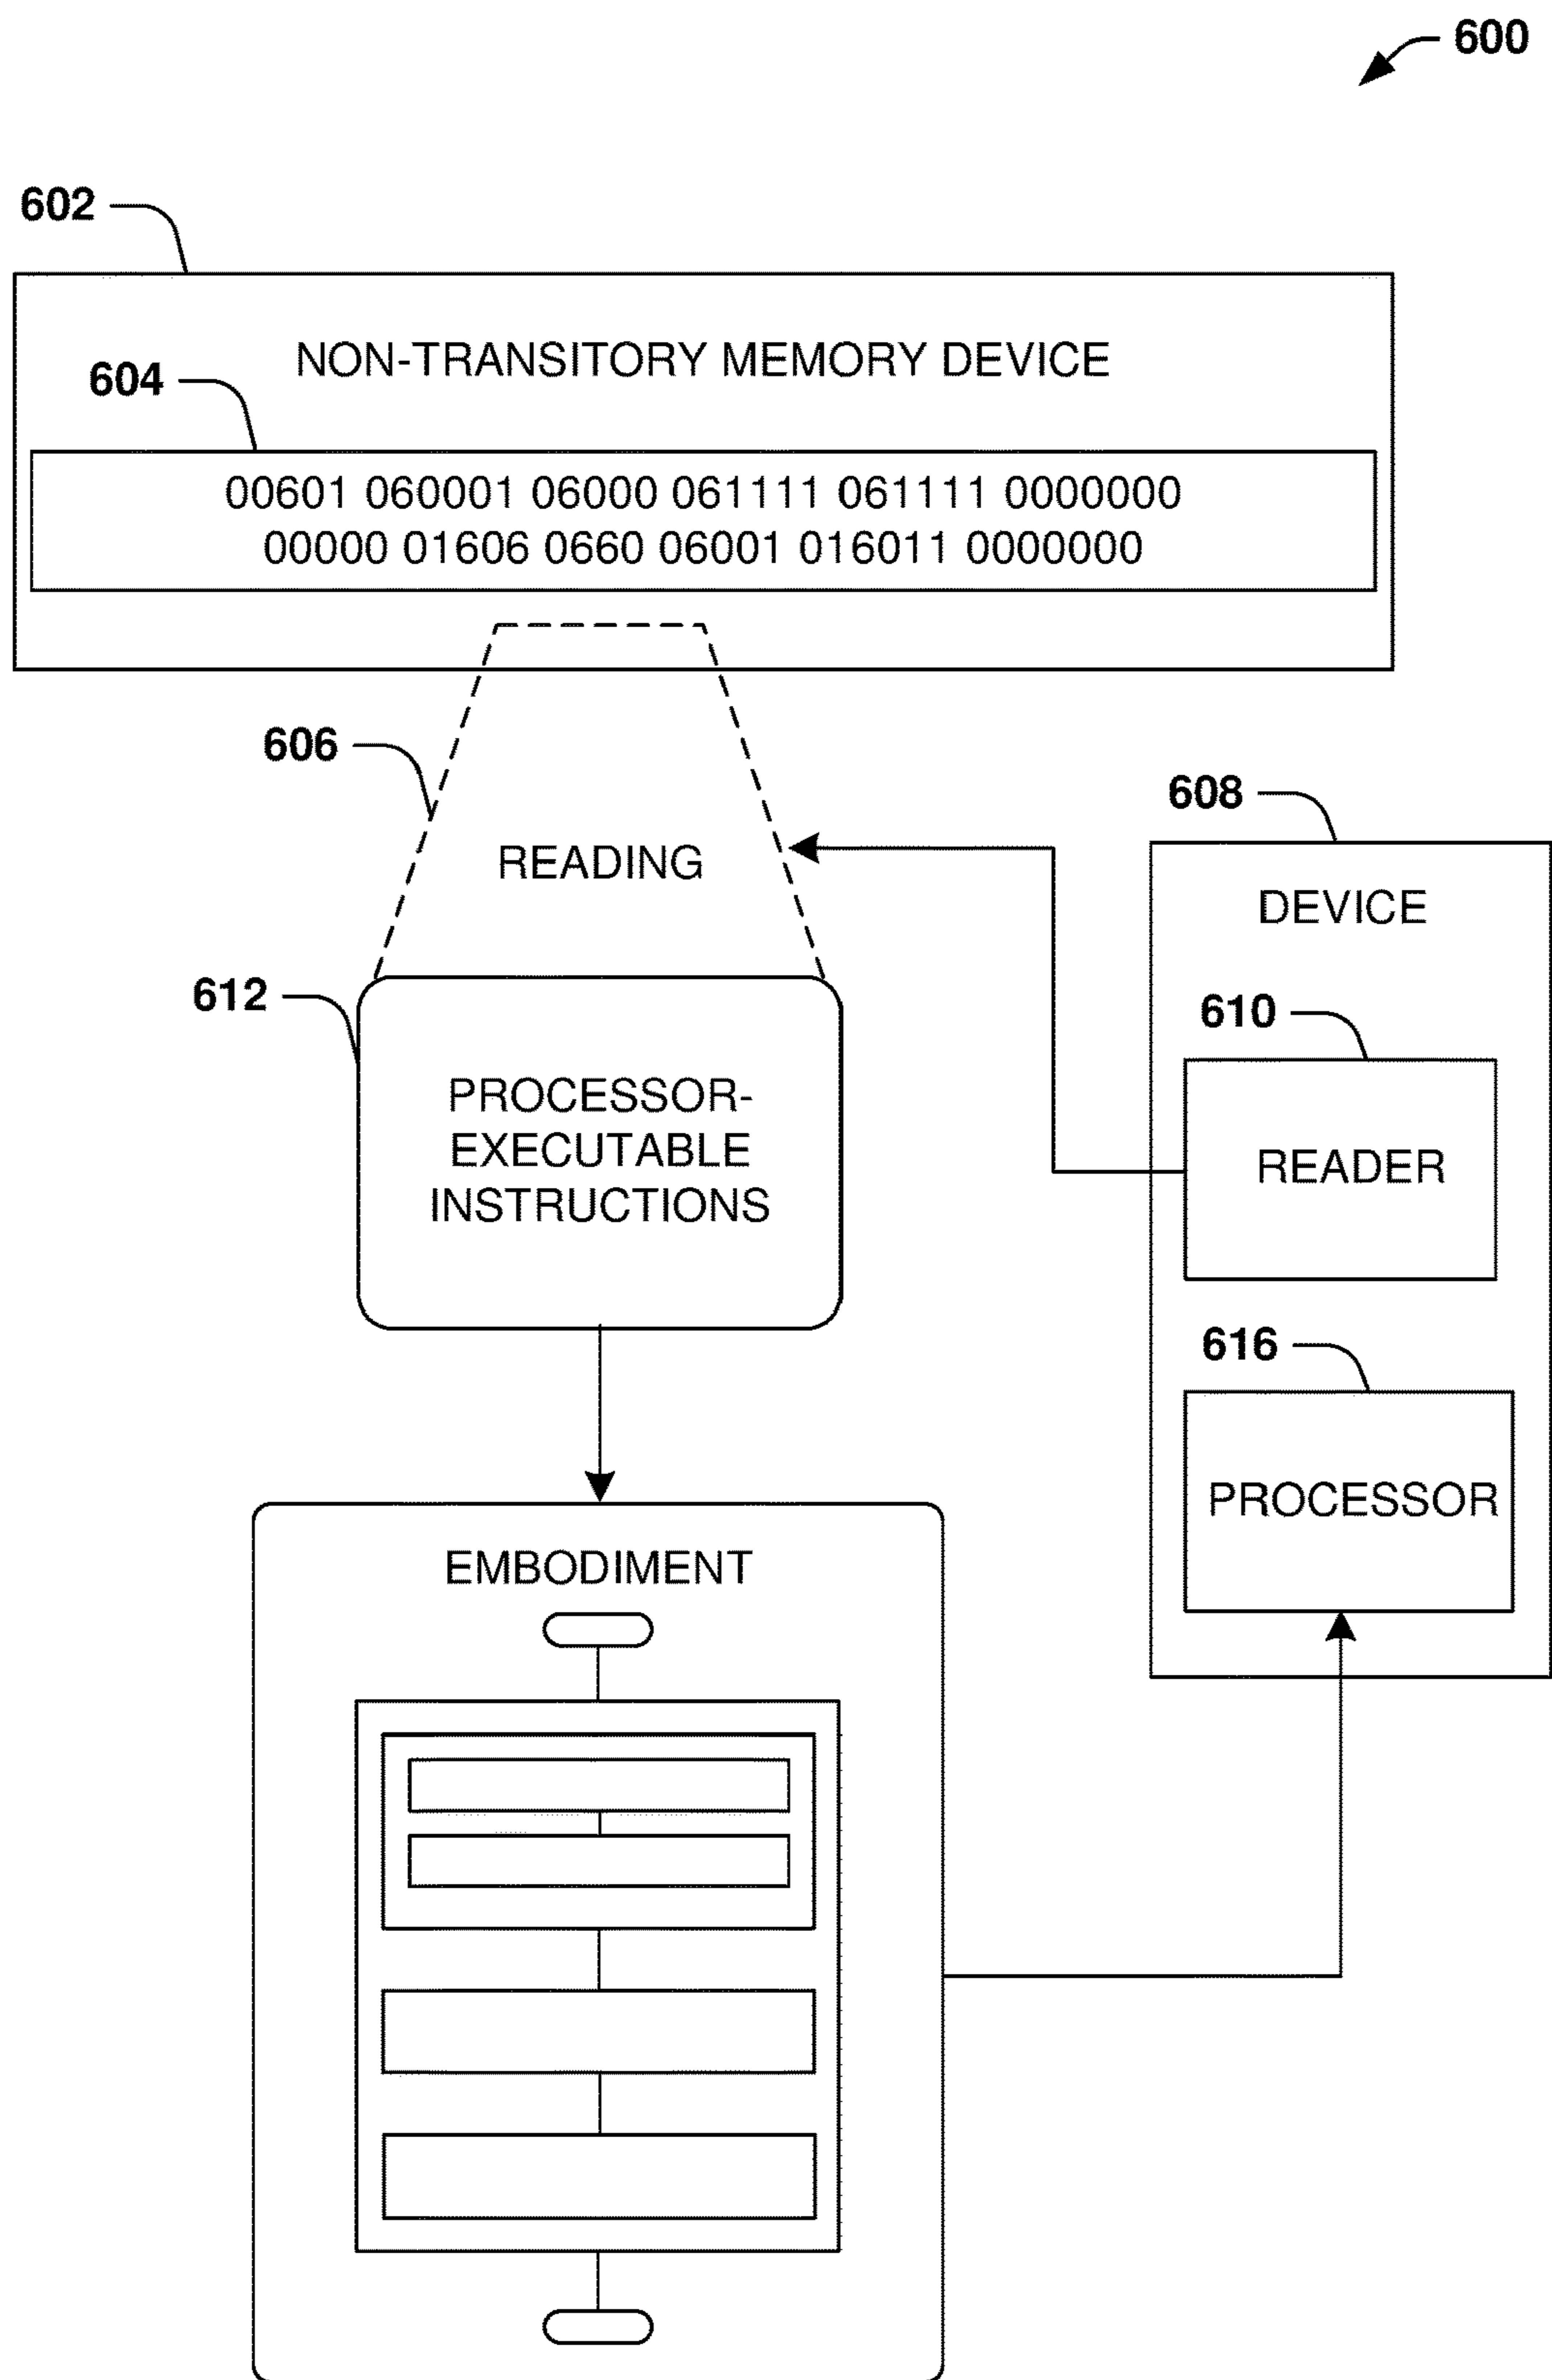 600
602
NON-TRANSITORY MEMORY DEVICE
604
00601 060001 06000 061111 061111 0000000
00000 01606 0660 06001 016011 0000000
606
READING
608
DEVICE
610
READER
612
PROCESSOR-
EXECUTABLE
INSTRUCTIONS
616
PROCESSOR
EMBODIMENT